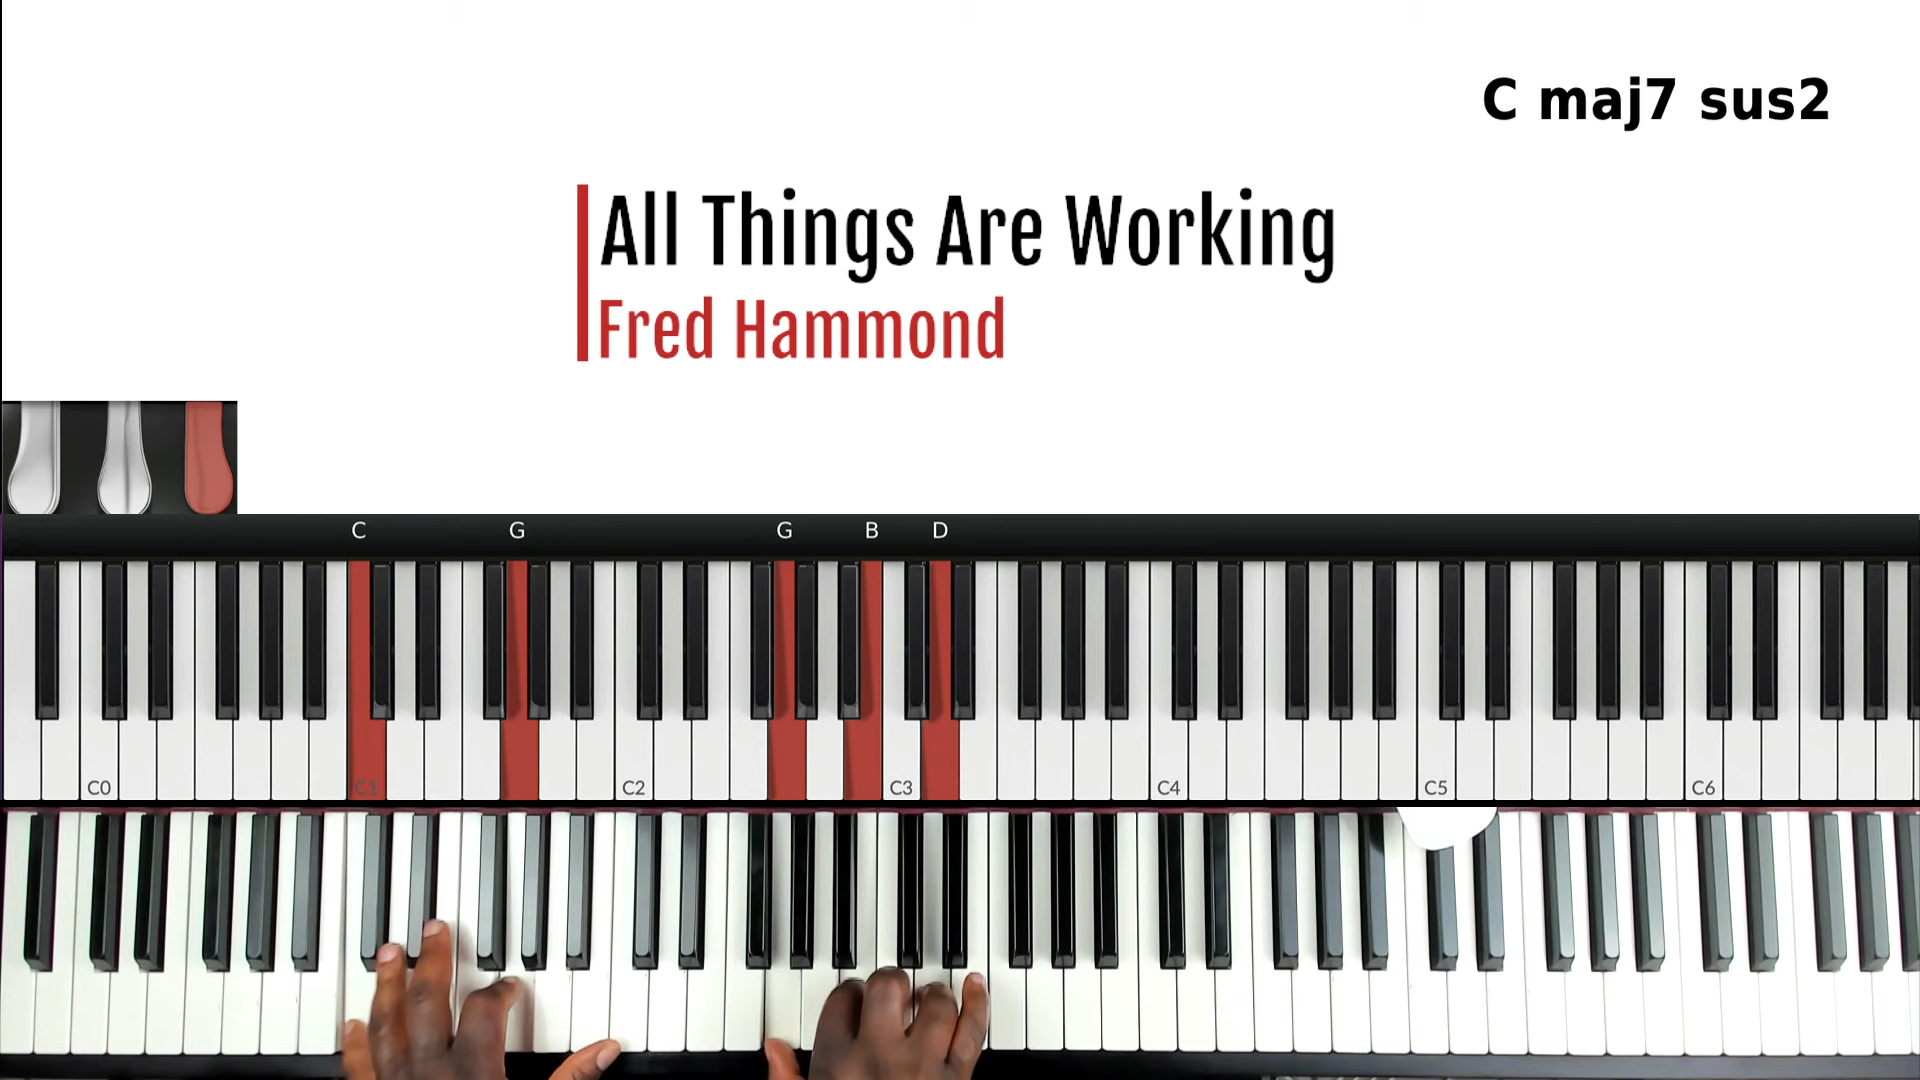 C maj7 sus2
All Things Are Working
Fred Hammond
C G G B D
C0 C1 C2 C3 C4 C5 C6